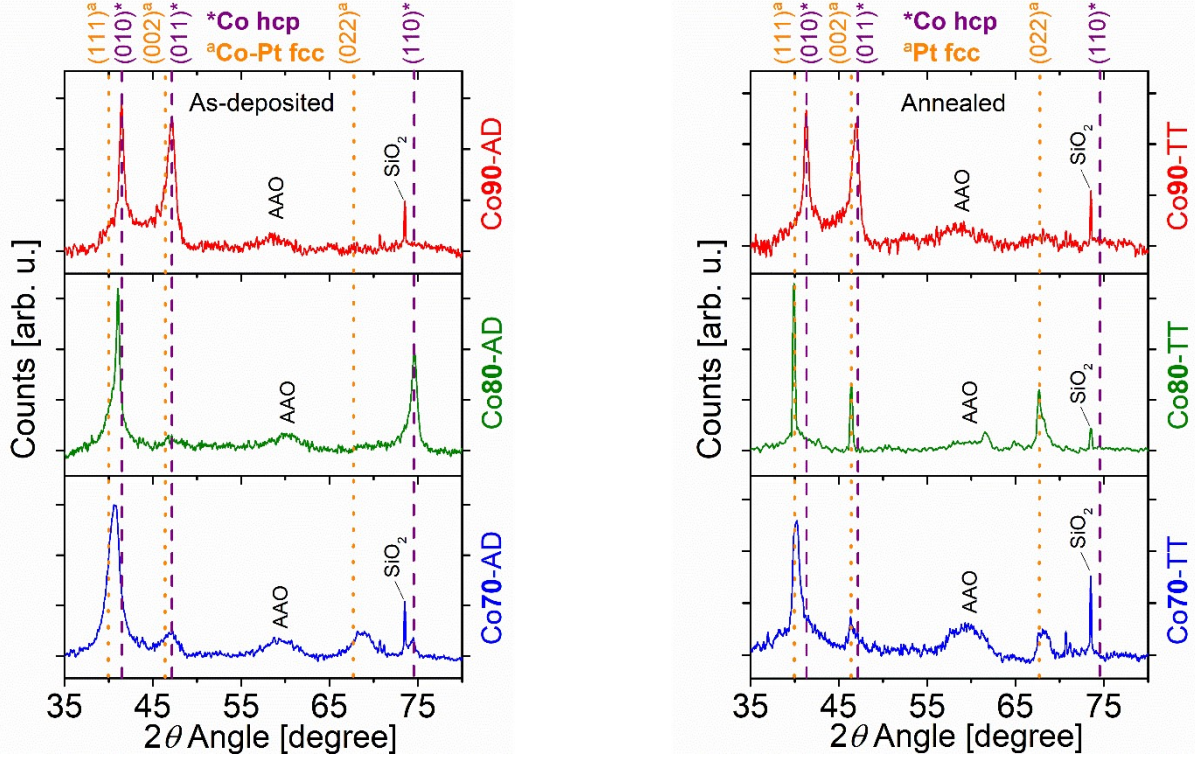 (111)ᵃ (010)* (002)ᵃ (011)* *Co hcp ᵃCo-Pt fcc (022)ᵃ (110)*
As-deposited
AAO
SiO₂
Co90-AD
AAO
Co80-AD
AAO
SiO₂
Co70-AD
Counts [arb. u.]
35 45 55 65 75
2θ Angle [degree]
(111)ᵃ (010)* (002)ᵃ (011)* *Co hcp ᵃPt fcc (022)ᵃ (110)*
Annealed
AAO
SiO₂
Co90-TT
AAO
SiO₂
Co80-TT
AAO
SiO₂
Co70-TT
Counts [arb. u.]
35 45 55 65 75
2θ Angle [degree]